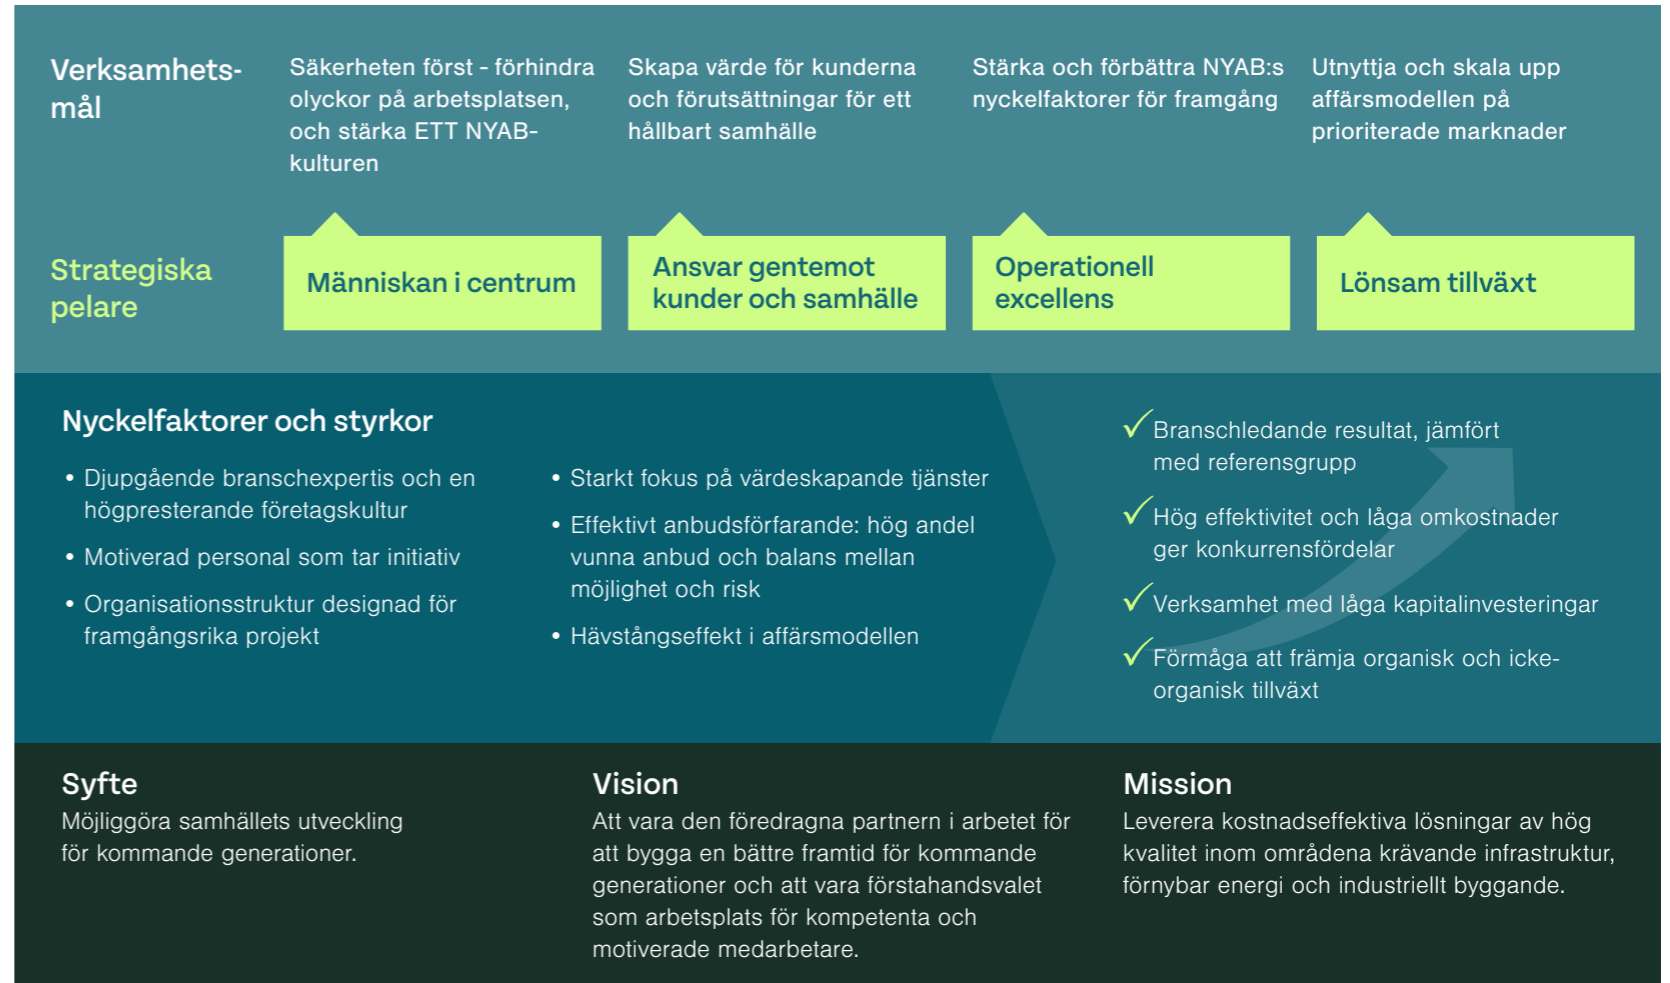 Verksamhets-
mål
Säkerheten först - förhindra
olyckor på arbetsplatsen,
och stärka ETT NYAB-
kulturen
Skapa värde för kunderna
och förutsättningar för ett
hållbart samhälle
Stärka och förbättra NYAB:s
nyckelfaktorer för framgång
Utnyttja och skala upp
affärsmodellen på
prioriterade marknader
Strategiska
pelare
Människan i centrum
Ansvar gentemot
kunder och samhälle
Operationell
excellens
Lönsam tillväxt
Nyckelfaktorer och styrkor
• Djupgående branschexpertis och en
högpresterande företagskultur
• Motiverad personal som tar initiativ
• Organisationsstruktur designad för
framgångsrika projekt
• Starkt fokus på värdeskapande tjänster
• Effektivt anbudsförfarande: hög andel
vunna anbud och balans mellan
möjlighet och risk
• Hävstångseffekt i affärsmodellen
✓ Branschledande resultat, jämfört
med referensgrupp
✓ Hög effektivitet och låga omkostnader
ger konkurrensfördelar
✓ Verksamhet med låga kapitalinvesteringar
✓ Förmåga att främja organisk och icke-
organisk tillväxt
Syfte
Möjliggöra samhällets utveckling
för kommande generationer.
Vision
Att vara den föredragna partnern i arbetet för
att bygga en bättre framtid för kommande
generationer och att vara förstahandsvalet
som arbetsplats för kompetenta och
motiverade medarbetare.
Mission
Leverera kostnadseffektiva lösningar av hög
kvalitet inom områdena krävande infrastruktur,
förnybar energi och industriellt byggande.